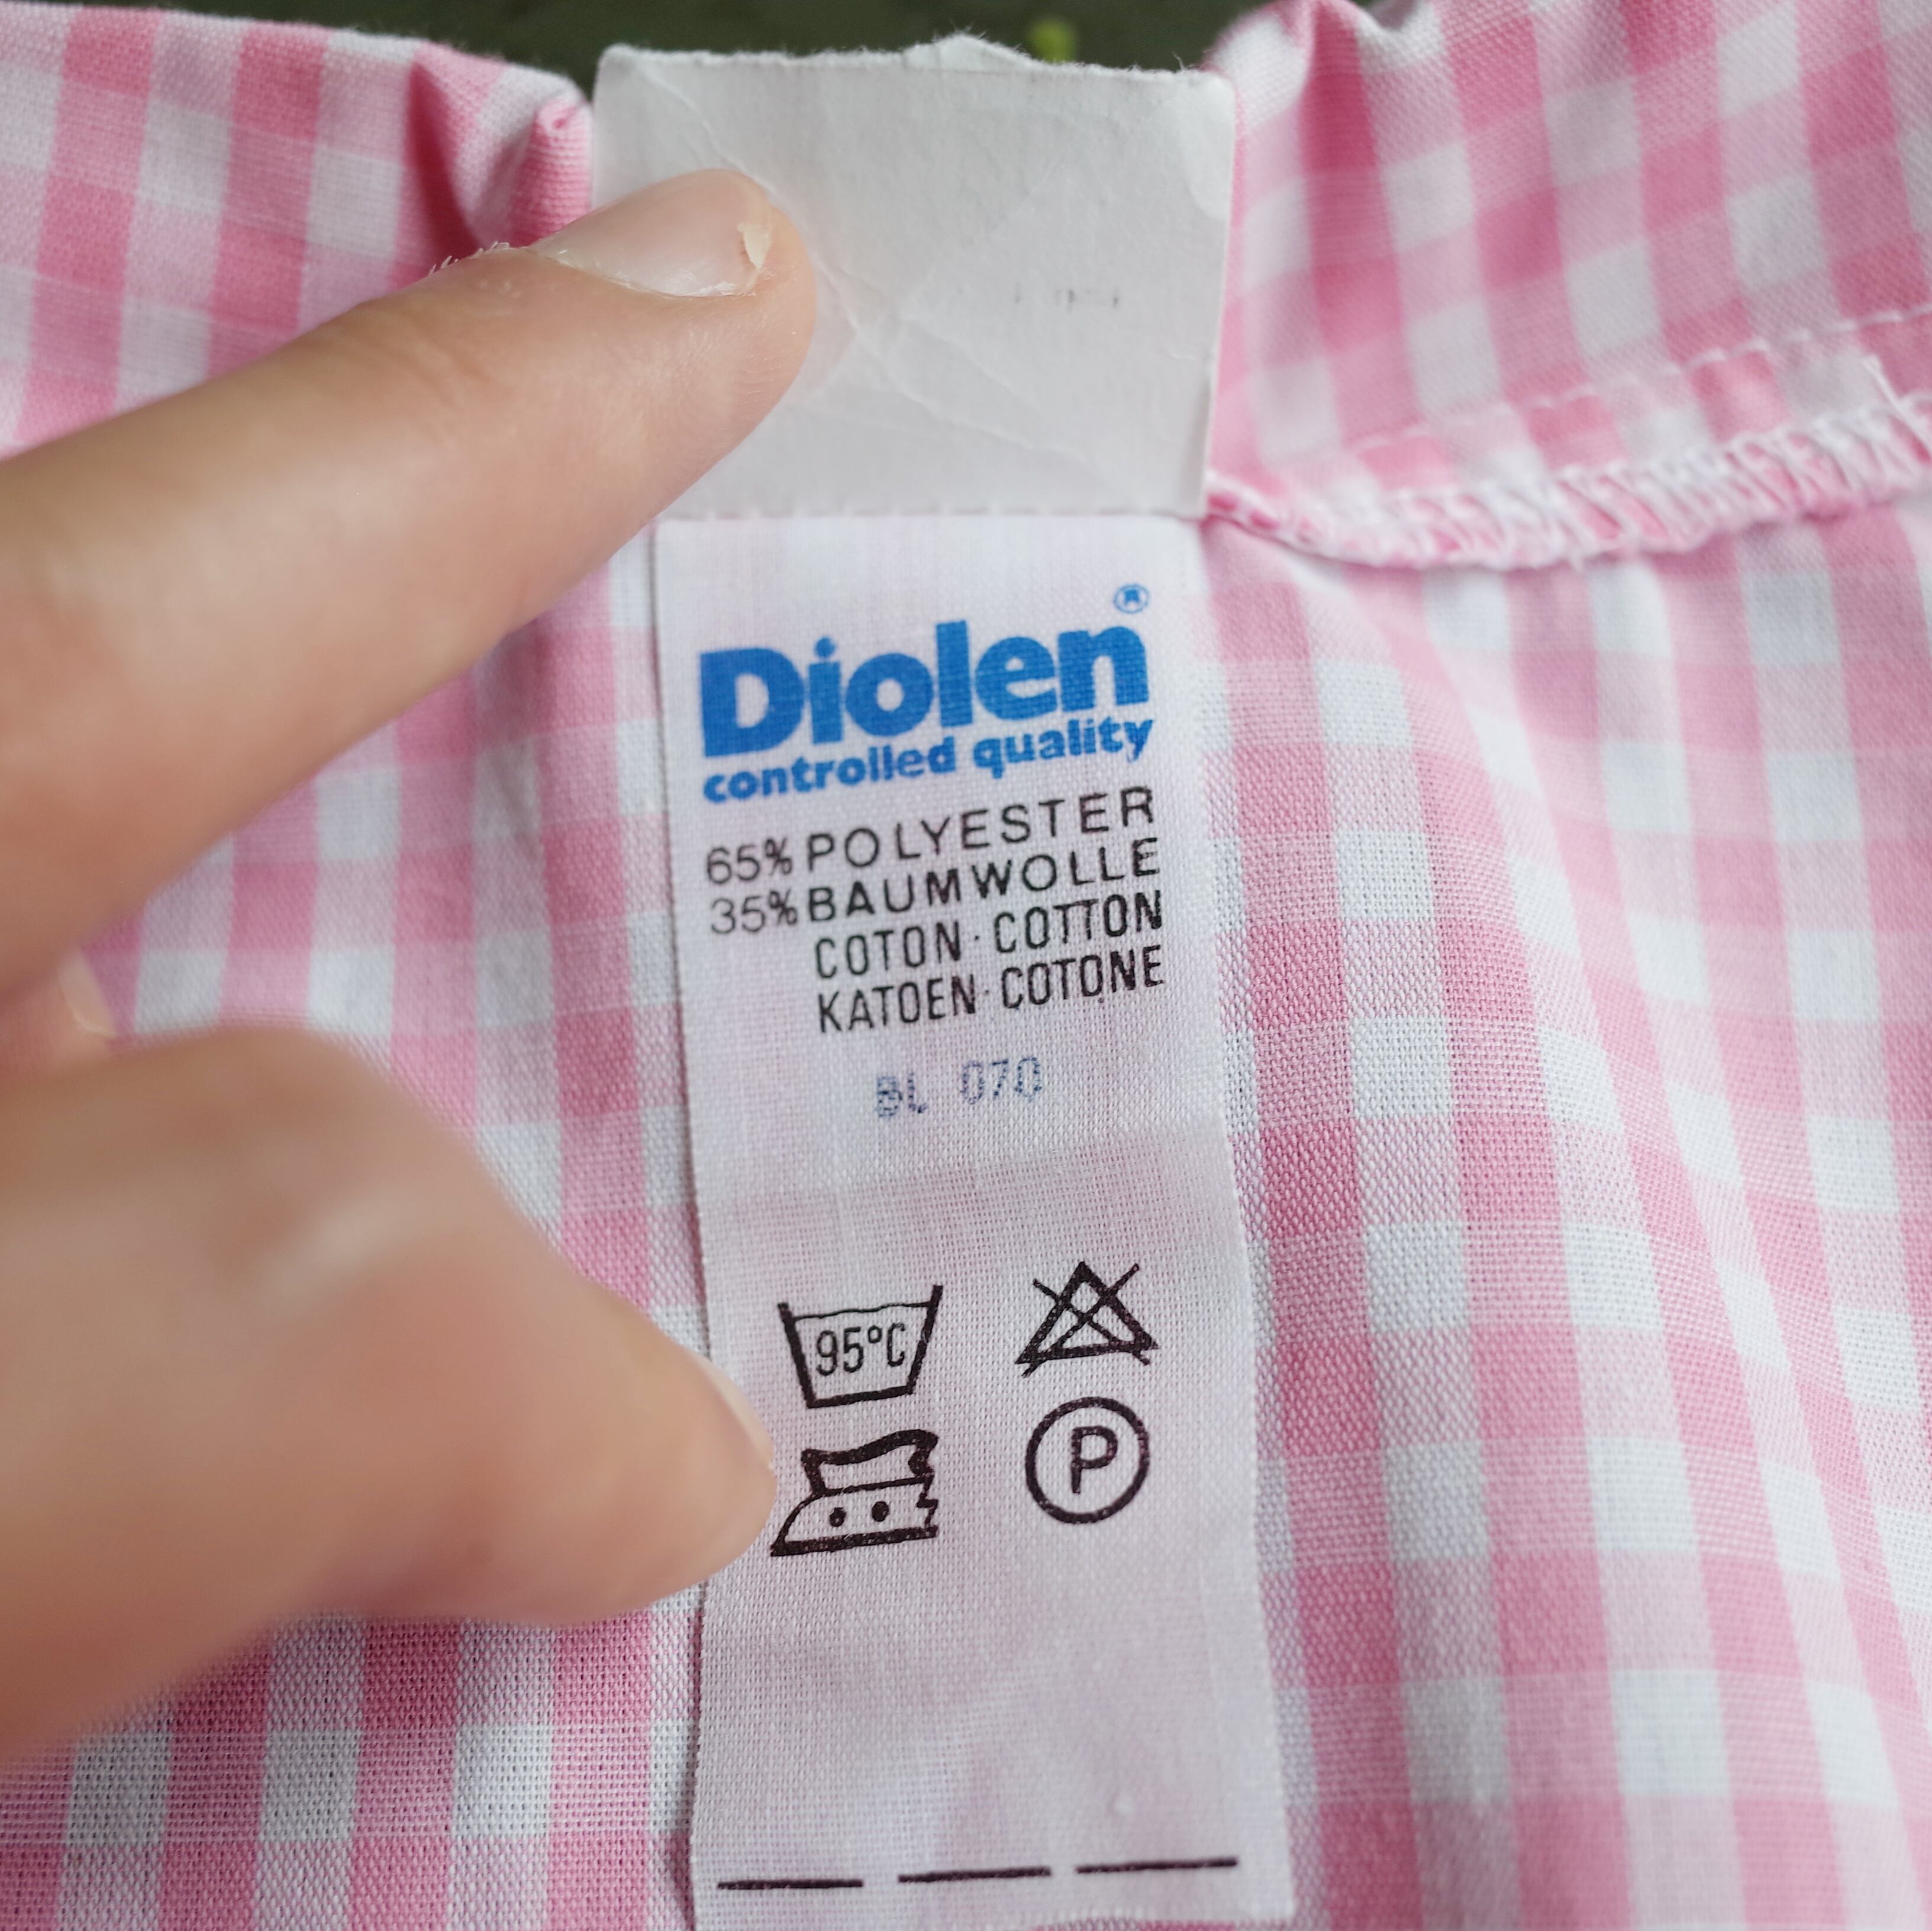 Diolen®
controlled quality
65% POLYESTER
35% BAUMWOLLE
COTON · COTTON
KATOEN · COTONE
BL 070
95°C
P